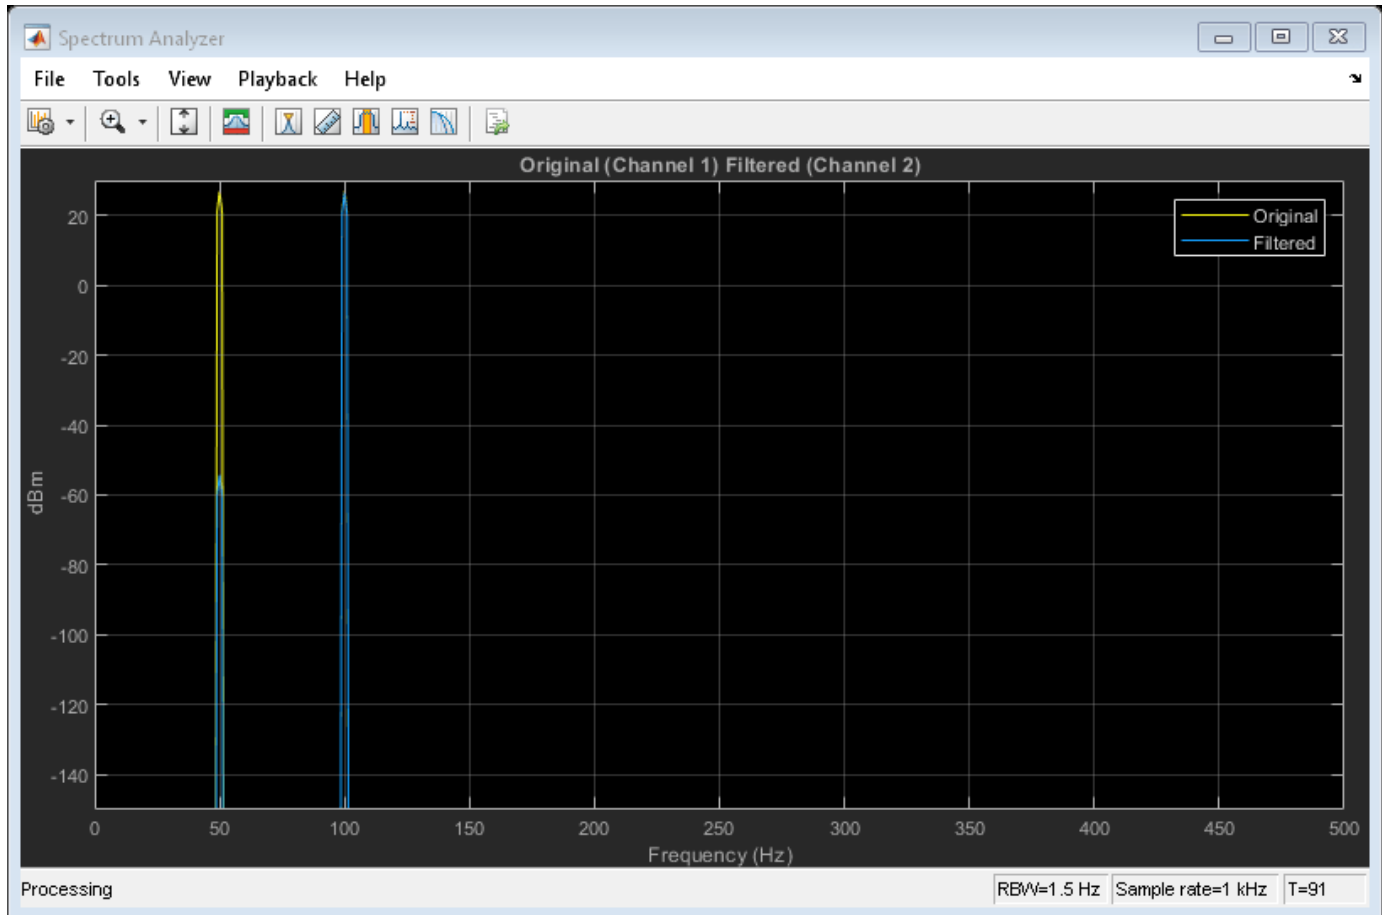 Spectrum Analyzer
File Tools View Playback Help
Original (Channel 1) Filtered (Channel 2)
Original
Filtered
20
0
-20
-40
-60
-80
-100
-120
-140
dBm
0 50 100 150 200 250 300 350 400 450 500
Frequency (Hz)
Processing RBW=1.5 Hz Sample rate=1 kHz T=91